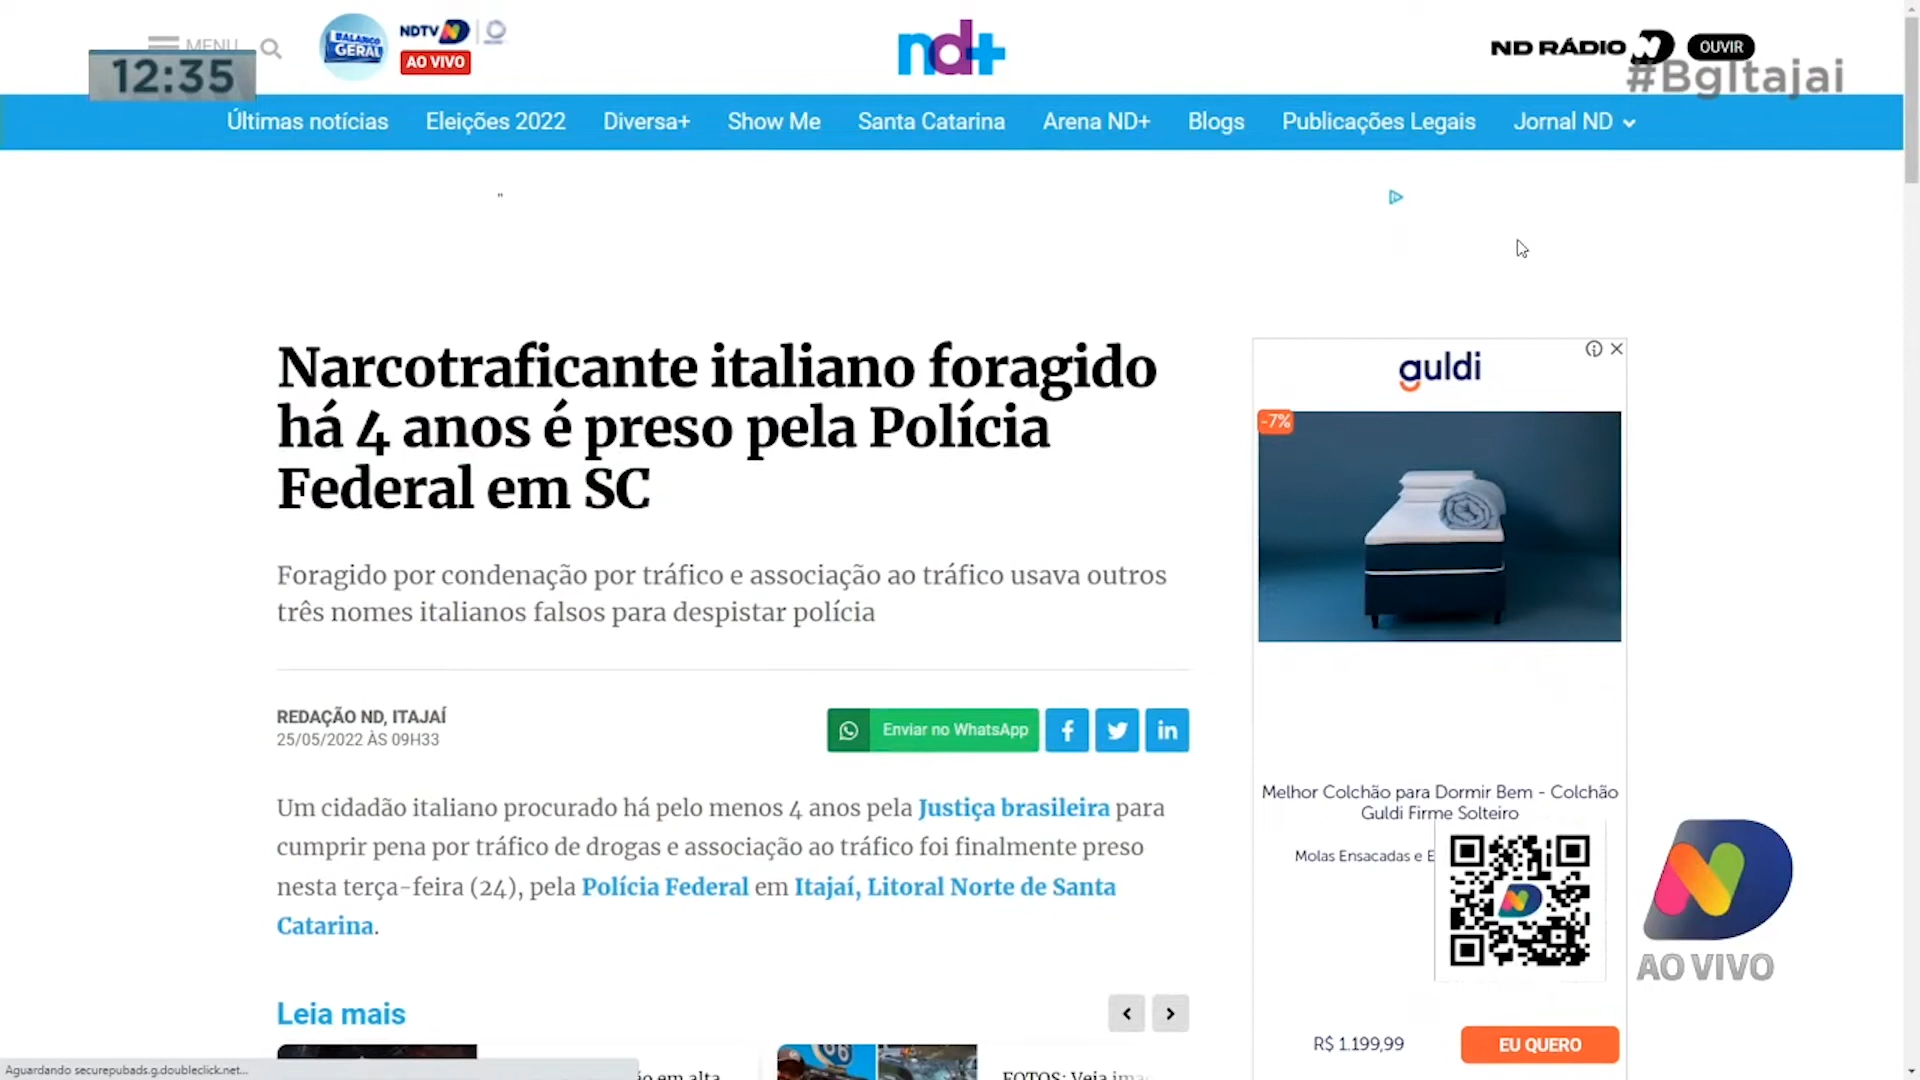 MENU
12:35
BALANÇO
GERAL
NDTV
AO VIVO
nd+
ND RÁDIO
OUVIR
#BgItajai
Últimas notícias Eleições 2022 Diversa+ Show Me Santa Catarina Arena ND+ Blogs Publicações Legais Jornal ND
Narcotraficante italiano foragido
há 4 anos é preso pela Polícia
Federal em SC
Foragido por condenação por tráfico e associação ao tráfico usava outros
três nomes italianos falsos para despistar polícia
REDAÇÃO ND, ITAJAÍ
25/05/2022 ÀS 09H33
Enviar no WhatsApp
Um cidadão italiano procurado há pelo menos 4 anos pela Justiça brasileira para
cumprir pena por tráfico de drogas e associação ao tráfico foi finalmente preso
nesta terça-feira (24), pela Polícia Federal em Itajaí, Litoral Norte de Santa
Catarina.
Leia mais
ão em alta
FOTOS: Veja
guldi
-7%
Melhor Colchão para Dormir Bem - Colchão
Guldi Firme Solteiro
Molas Ensacadas e E
AO VIVO
R$ 1.199,99
EU QUERO
Aguardando securepubads.g.doubleclick.net...